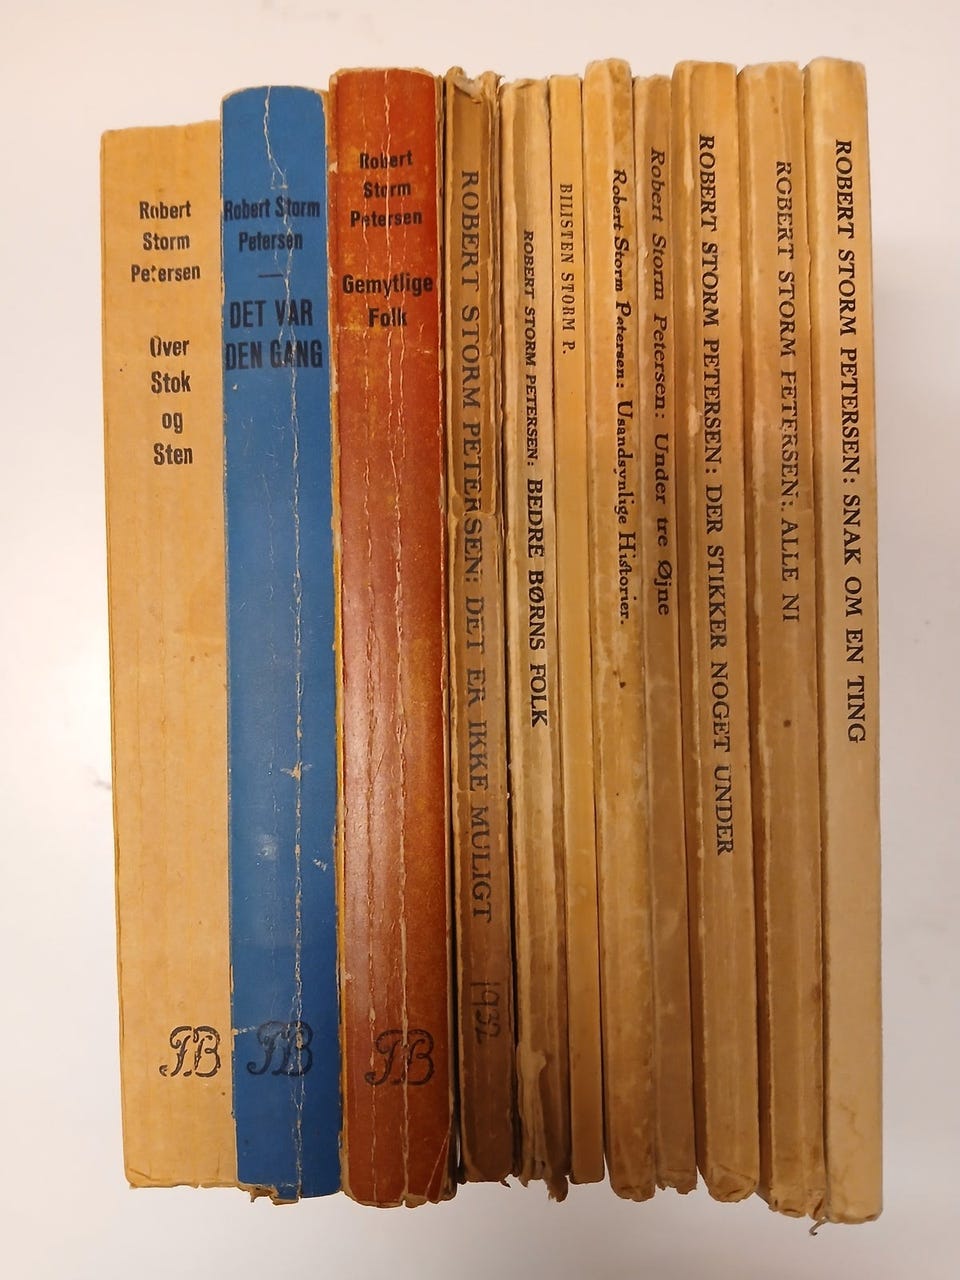 Robert
Storm
Petersen
Over
Stok
og
Sten
Robert Storm
Petersen
DET VAR
DEN GANG
Robert
Storm
Petersen
Gemytlige
Folk
ROBERT STORM PETERSEN: DET ER IKKE MULIGT
1932
ROBERT STORM PETERSEN: BEDRE BØRNS FOLK
BILISTEN STORM P.
Robert Storm Petersen: Usandsynlige Historier.
Robert Storm Petersen: Under tre Øjne
ROBERT STORM PETERSEN: DER STIKKER NOGET UNDER
ROBERT STORM PETERSEN: ALLE NI
ROBERT STORM PETERSEN: SNAK OM EN TING